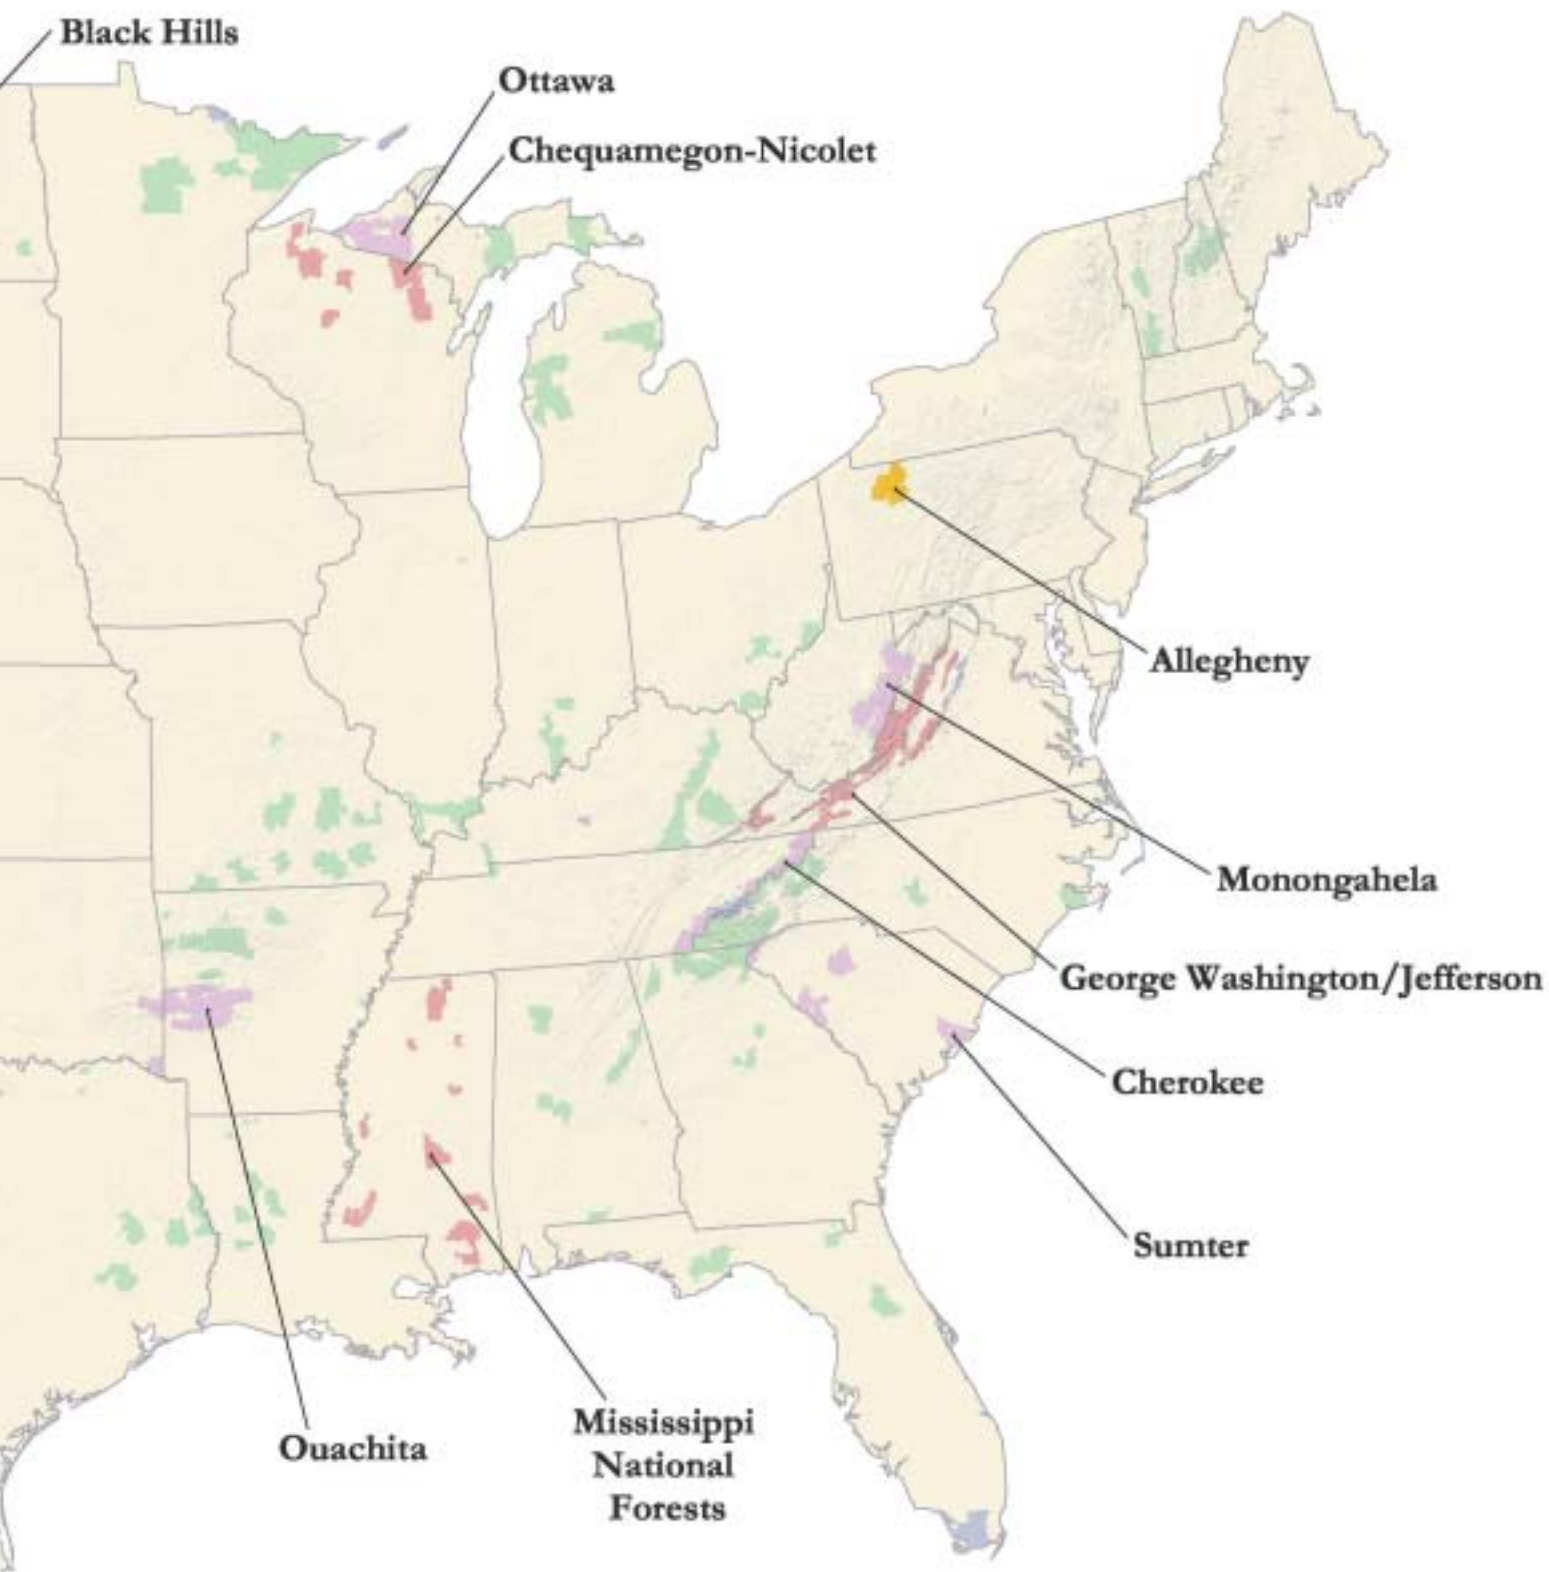 Black Hills
Ottawa
Chequamegon-Nicolet
Allegheny
Monongahela
George Washington/Jefferson
Cherokee
Sumter
Ouachita
Mississippi
National
Forests